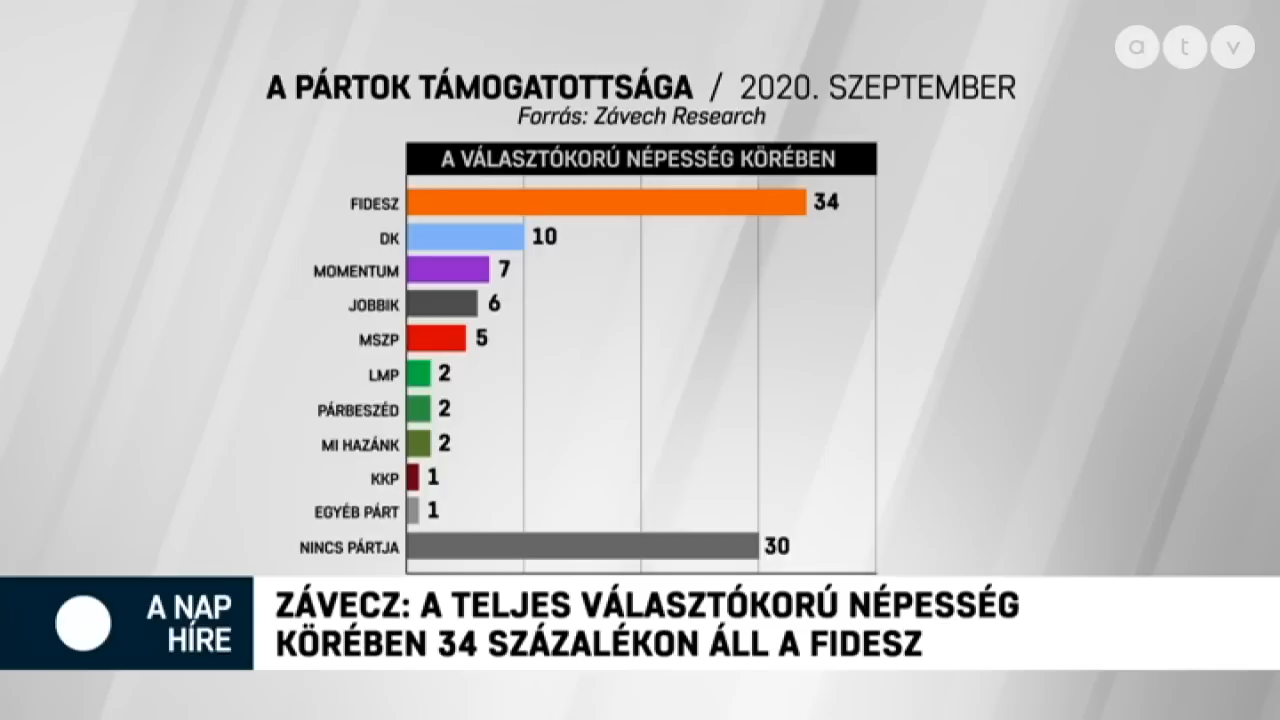 a t v
A PÁRTOK TÁMOGATOTTSÁGA / 2020. SZEPTEMBER
Forrás: Závech Research
A VÁLASZTÓKORÚ NÉPESSÉG KÖRÉBEN
FIDESZ 34
DK 10
MOMENTUM 7
JOBBIK 6
MSZP 5
LMP 2
PÁRBESZÉD 2
MI HAZÁNK 2
KKP 1
EGYÉB PÁRT 1
NINCS PÁRTJA 30
A NAP
HÍRE
ZÁVECZ: A TELJES VÁLASZTÓKORÚ NÉPESSÉG
KÖRÉBEN 34 SZÁZALÉKON ÁLL A FIDESZ